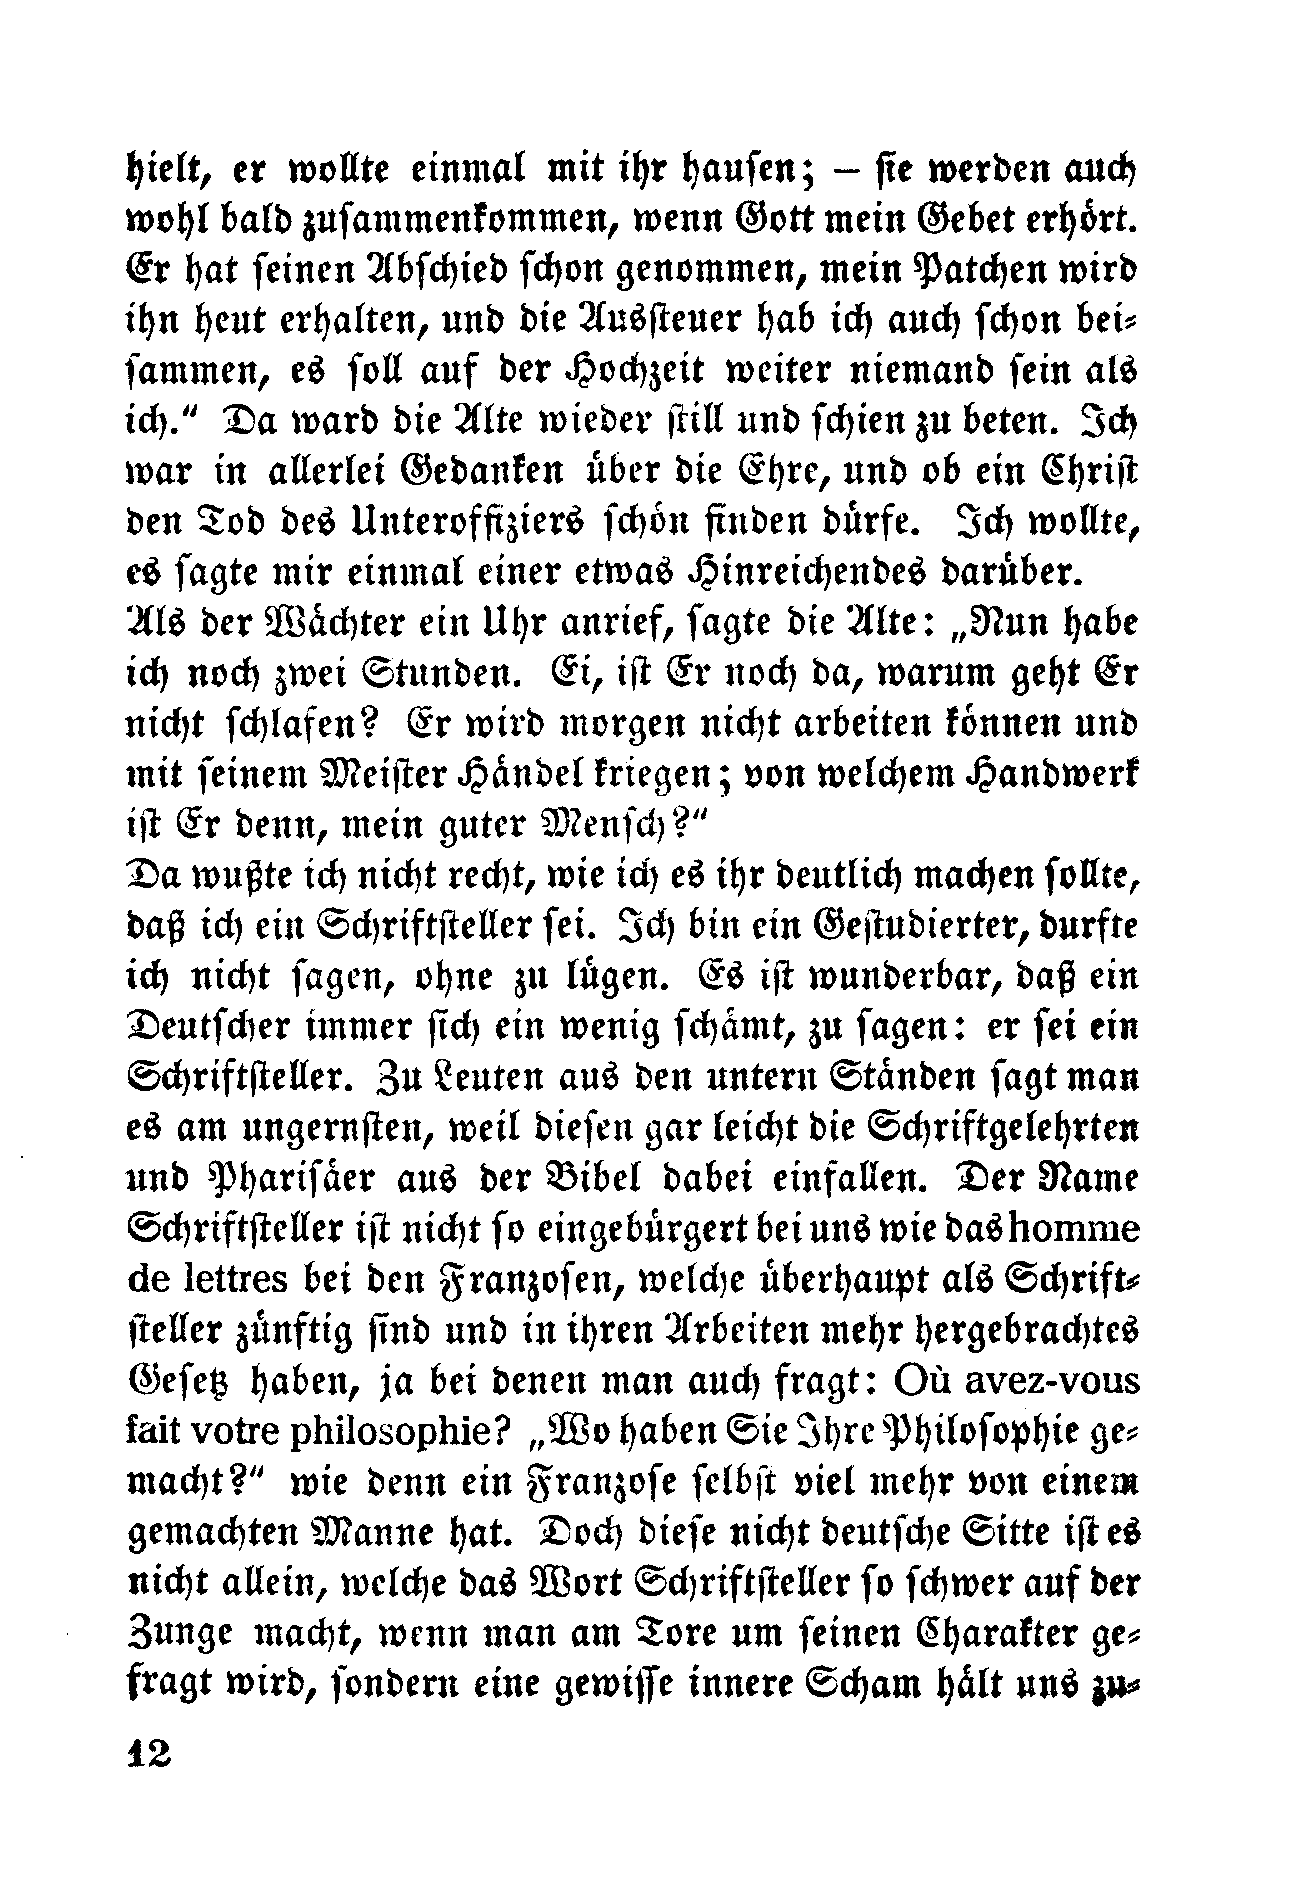 hielt, er wollte einmal mit ihr hauſen; – ſie werden auch
wohl bald zuſammenkommen, wenn Gott mein Gebet erhört.
Er hat ſeinen Abſchied ſchon genommen, mein Patchen wird
ihn heut erhalten, und die Ausſteuer hab ich auch ſchon bei⸗
ſammen, es ſoll auf der Hochzeit weiter niemand ſein als
ich.“ Da ward die Alte wieder ſtill und ſchien zu beten. Ich
war in allerlei Gedanken über die Ehre, und ob ein Chriſt
den Tod des Unteroffiziers ſchön finden dürfe. Ich wollte,
es ſagte mir einmal einer etwas Hinreichendes darüber.
Als der Wächter ein Uhr anrief, ſagte die Alte: „Nun habe
ich noch zwei Stunden. Ei, iſt Er noch da, warum geht Er
nicht ſchlafen? Er wird morgen nicht arbeiten können und
mit ſeinem Meiſter Händel kriegen; von welchem Handwerk
iſt Er denn, mein guter Menſch?“
Da wußte ich nicht recht, wie ich es ihr deutlich machen ſollte,
daß ich ein Schriftſteller ſei. Ich bin ein Geſtudierter, durfte
ich nicht ſagen, ohne zu lügen. Es iſt wunderbar, daß ein
Deutſcher immer ſich ein wenig ſchämt, zu ſagen: er ſei ein
Schriftſteller. Zu Leuten aus den untern Ständen ſagt man
es am ungernſten, weil dieſen gar leicht die Schriftgelehrten
und Phariſäer aus der Bibel dabei einfallen. Der Name
Schriftſteller iſt nicht ſo eingebürgert bei uns wie das homme
de lettres bei den Franzoſen, welche überhaupt als Schrift⸗
ſteller zünftig ſind und in ihren Arbeiten mehr hergebrachtes
Geſetz haben, ja bei denen man auch fragt: Où avez-vous
fait votre philosophie? „Wo haben Sie Ihre Philoſophie ge⸗
macht?“ wie denn ein Franzoſe ſelbſt viel mehr von einem
gemachten Manne hat. Doch dieſe nicht deutſche Sitte iſt es
nicht allein, welche das Wort Schriftſteller ſo ſchwer auf der
Zunge macht, wenn man am Tore um ſeinen Charakter ge⸗
fragt wird, ſondern eine gewiſſe innere Scham hält uns zu⸗
12